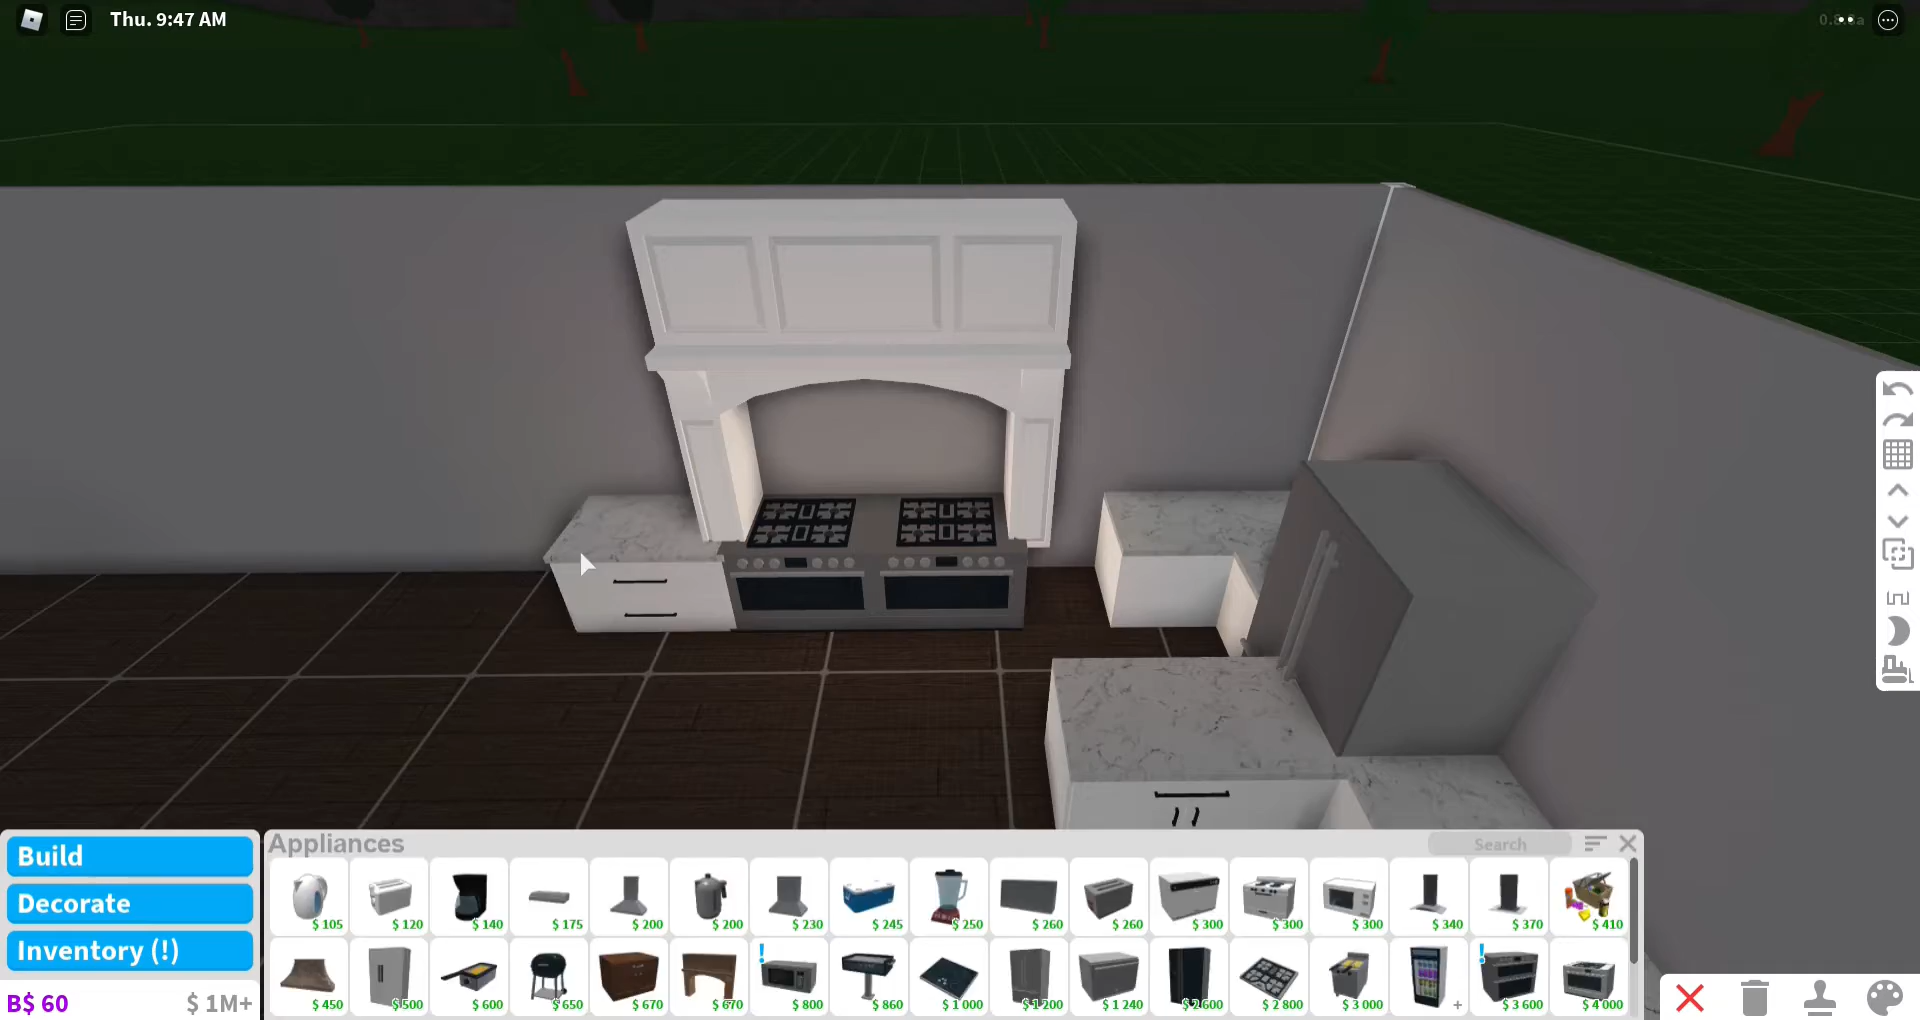 Thu. 9:47 AM
Build
Decorate
Inventory (!)
B$ 60
$ 1M+
Appliances
Search
$ 105
$ 120
$ 140
$ 175
$ 200
$ 200
$ 230
$ 245
$ 250
$ 260
$ 260
$ 300
$ 300
$ 300
$ 340
$ 370
$ 410
$ 450
$ 500
$ 600
$ 650
$ 670
$ 670
!
$ 800
$ 860
$ 1 000
$ 1 200
$ 1 240
$ 2 600
$ 2 800
$ 3 000
+
!
$ 3 600
$ 4 000